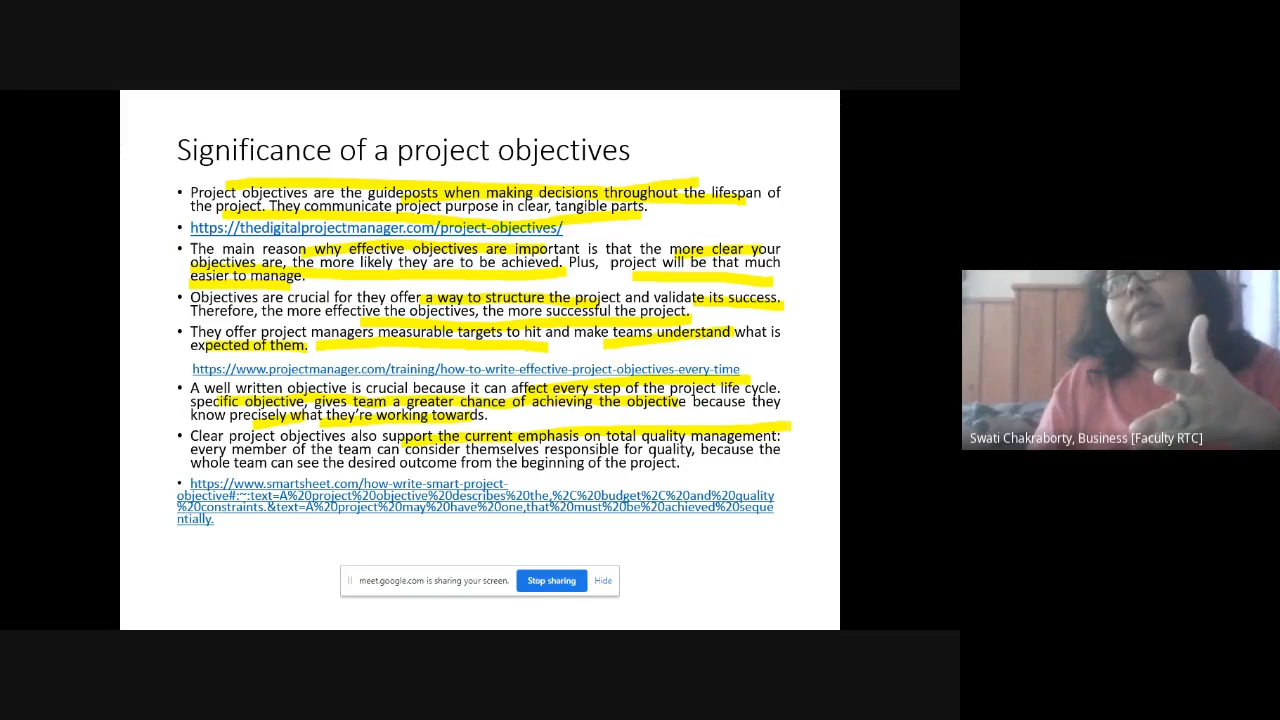 Significance of a project objectives
• Project objectives are the guideposts when making decisions throughout the lifespan of
the project. They communicate project purpose in clear, tangible parts.
• https://thedigitalprojectmanager.com/project-objectives/
• The main reason why effective objectives are important is that the more clear your
objectives are, the more likely they are to be achieved. Plus, project will be that much
easier to manage.
• Objectives are crucial for they offer a way to structure the project and validate its success.
Therefore, the more effective the objectives, the more successful the project.
• They offer project managers measurable targets to hit and make teams understand what is
expected of them.
https://www.projectmanager.com/training/how-to-write-effective-project-objectives-every-time
• A well written objective is crucial because it can affect every step of the project life cycle.
specific objective, gives team a greater chance of achieving the objective because they
know precisely what they're working towards.
• Clear project objectives also support the current emphasis on total quality management:
every member of the team can consider themselves responsible for quality, because the
whole team can see the desired outcome from the beginning of the project.
• https://www.smartsheet.com/how-write-smart-project-
objective#:~:text=A%20project%20objective%20describes%20the,%2C%20budget%2C%20and%20quality
%20constraints.&text=A%20project%20may%20have%20one,that%20must%20be%20achieved%20seque
ntially.
meet.google.com is sharing your screen.
Stop sharing
Hide
Swati Chakraborty, Business [Faculty RTC]